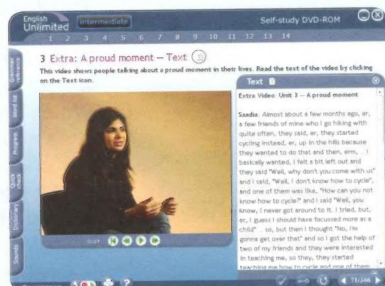 English
Unlimited
intermediate
Self-study DVD-ROM
1 2 3 4 5 6 7 8 9 10 11 12 13 14
3 Extra: A proud moment – Text
This video shows people talking about a proud moment in their lives. Read the text of the video by clicking
on the Text icon.
Text
Extra Video: Unit 3 – A proud moment
Saadia: Almost about a few months ago, er,
a few friends of mine who I go hiking with
quite often, they said, er, they started
cycling instead, er, up in the hills because
they wanted to do that and then, erm, … I
basically wanted, I felt a bit left out and
they said "Well, why don't you come with us"
and I said, "Well, I don't know how to cycle",
and one of them was like, "How can you not
know how to cycle?" and I said "Well, you
know, I never got around to it. I tried, but,
er, I guess I should have focussed more as a
child" … so, but then I thought "No, I'm
gonna get over that" and so I got the help of
two of my friends and they were interested
in teaching me, so they, they started
teaching me how to cycle and one of them
Word list
Progress
Quick
check
Dictionary
Sounds